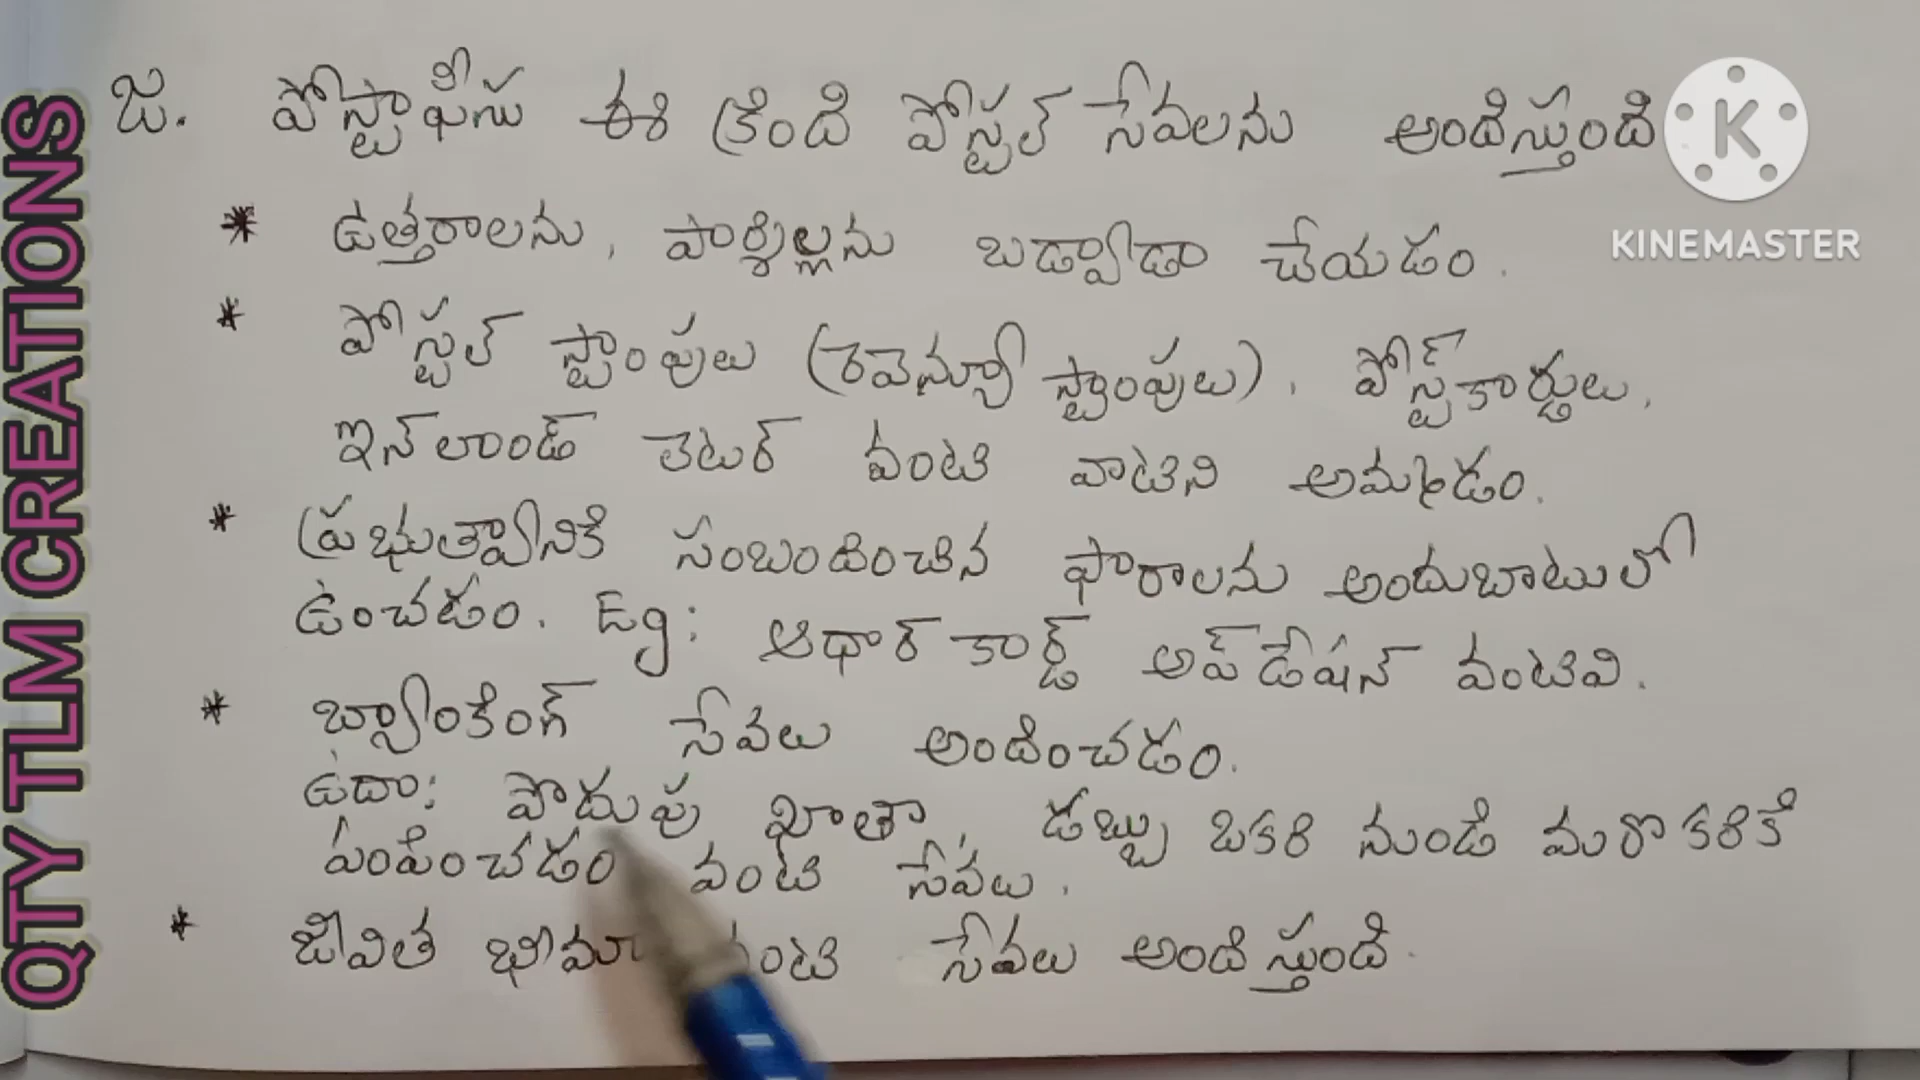 QTY TLM CREATIONS
జ. పోస్టాఫీసు ఈ క్రింది పోస్టల్ సేవలను అందిస్తుంది
KINEMASTER
* ఉత్తరాలను, పార్శిల్లను బడ్వాడా చేయడం.
* పోస్టల్ స్టాంపులు (రెవెన్యూ స్టాంపులు), పోస్ట్‌కార్డులు,
ఇన్‌లాండ్ లెటర్ వంటి వాటిని అమ్మడం.
* ప్రభుత్వానికి సంబందించిన ఫారాలను అందుబాటులో
ఉంచడం. Eg: ఆధార్ కార్డ్ అప్‌డేషన్ వంటివి.
* బ్యాంకింగ్ సేవలు అందించడం.
ఉదా: పొదుపు ఖాతా, డబ్బు ఒకరి నుండి మరొకరికి
పంపించడం వంటి సేవలు.
* జీవిత భీమా వంటి సేవలు అందిస్తుంది.